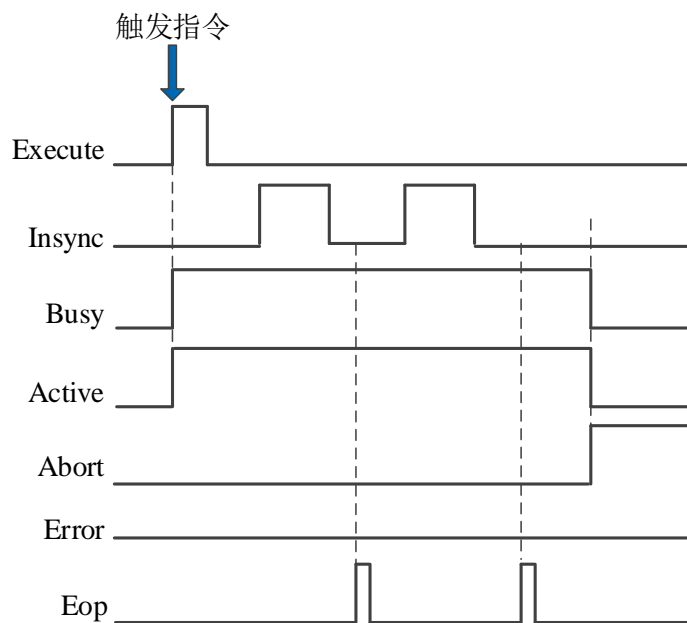 触发指令
Execute
Insync
Busy
Active
Abort
Error
Eop